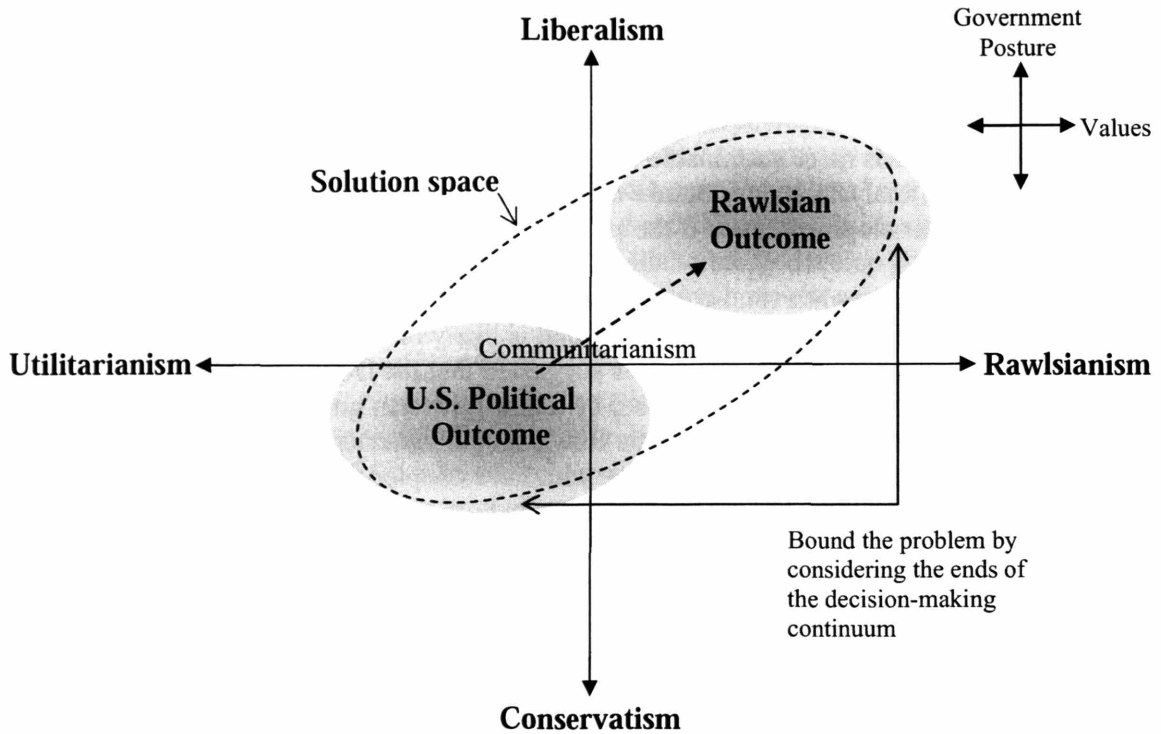 Liberalism
Government
Posture
Values
Solution space
Rawlsian
Outcome
Communitarianism
Utilitarianism
Rawlsianism
U.S. Political
Outcome
Bound the problem by
considering the ends of
the decision-making
continuum
Conservatism